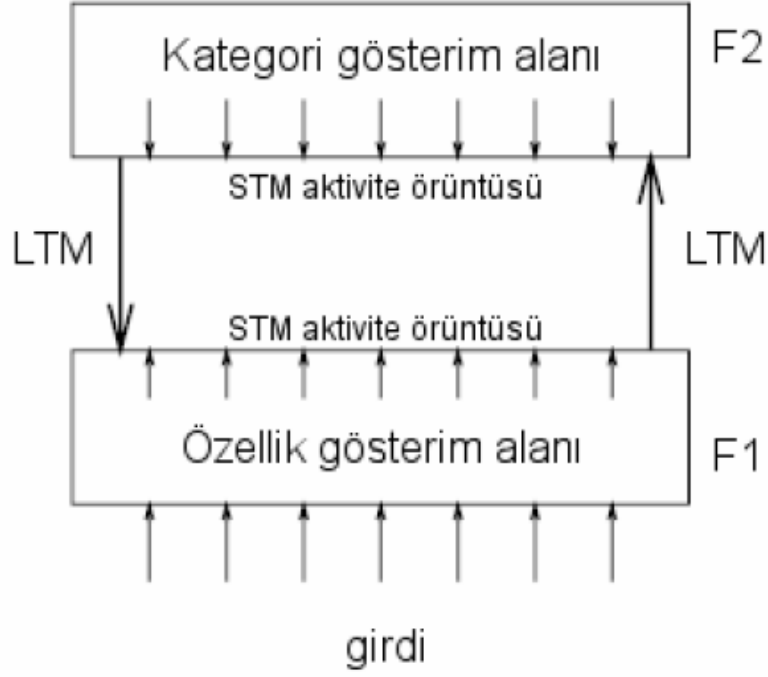 Kategori gösterim alanı
F2
STM aktivite örüntüsü
LTM
LTM
STM aktivite örüntüsü
Özellik gösterim alanı
F1
girdi